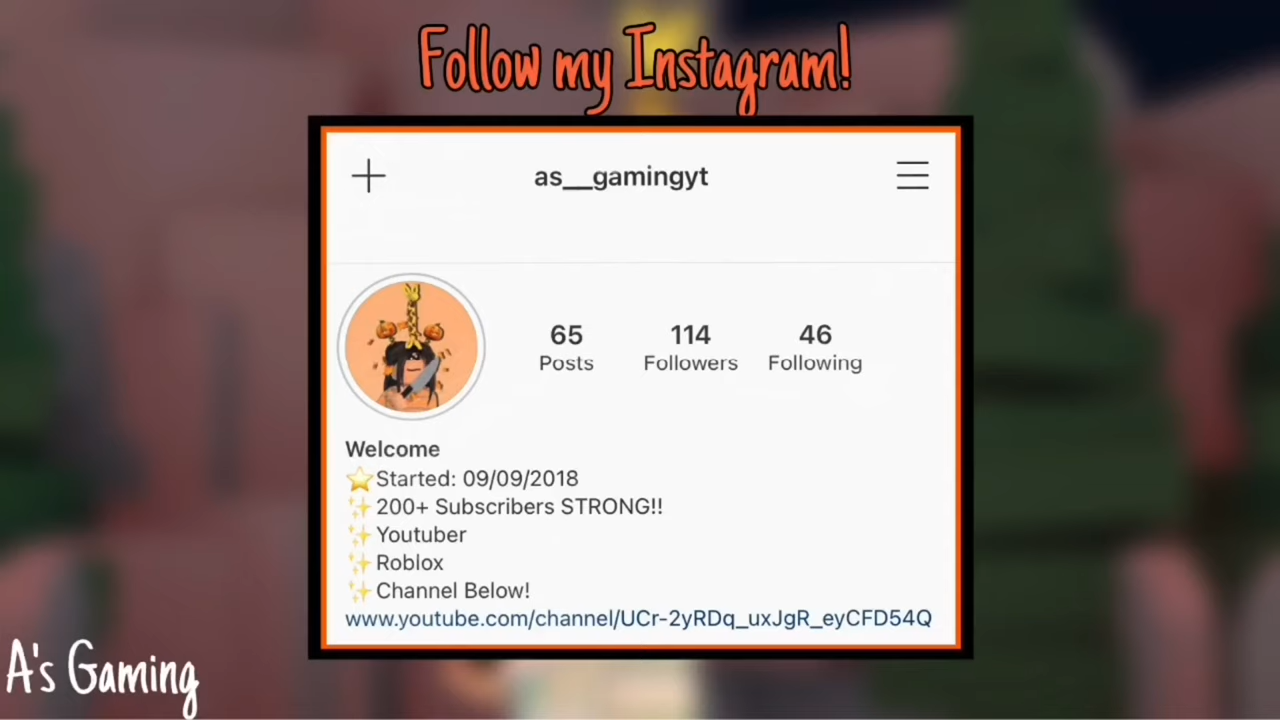 Follow my Instagram!
as__gamingyt
65 114 46
Posts Followers Following
Welcome
⭐Started: 09/09/2018
✨200+ Subscribers STRONG!!
✨Youtuber
✨Roblox
✨Channel Below!
www.youtube.com/channel/UCr-2yRDq_uxJgR_eyCFD54Q
A's Gaming